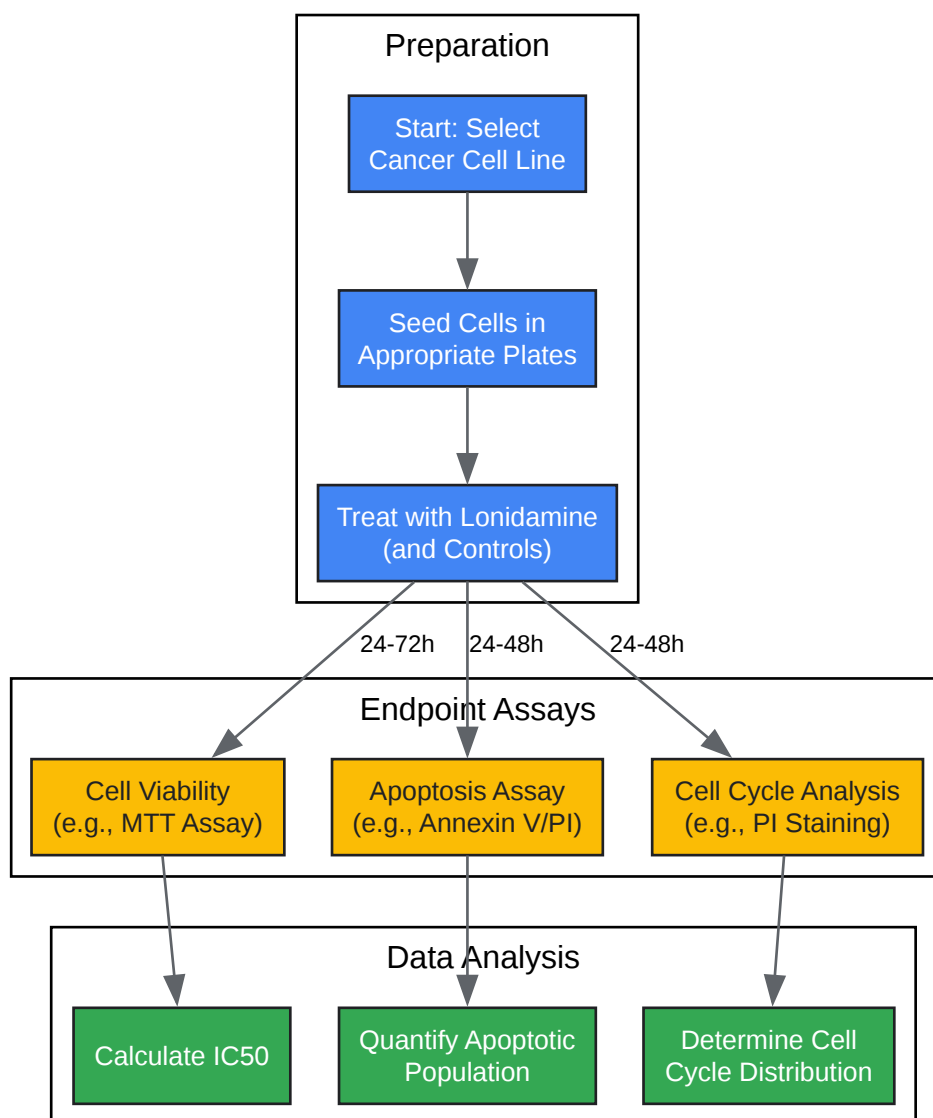 Preparation
Start: Select
Cancer Cell Line
Seed Cells in
Appropriate Plates
Treat with Lonidamine
(and Controls)
24-72h
24-48h
24-48h
Endpoint Assays
Cell Viability
(e.g., MTT Assay)
Apoptosis Assay
(e.g., Annexin V/PI)
Cell Cycle Analysis
(e.g., PI Staining)
Data Analysis
Calculate IC50
Quantify Apoptotic
Population
Determine Cell
Cycle Distribution